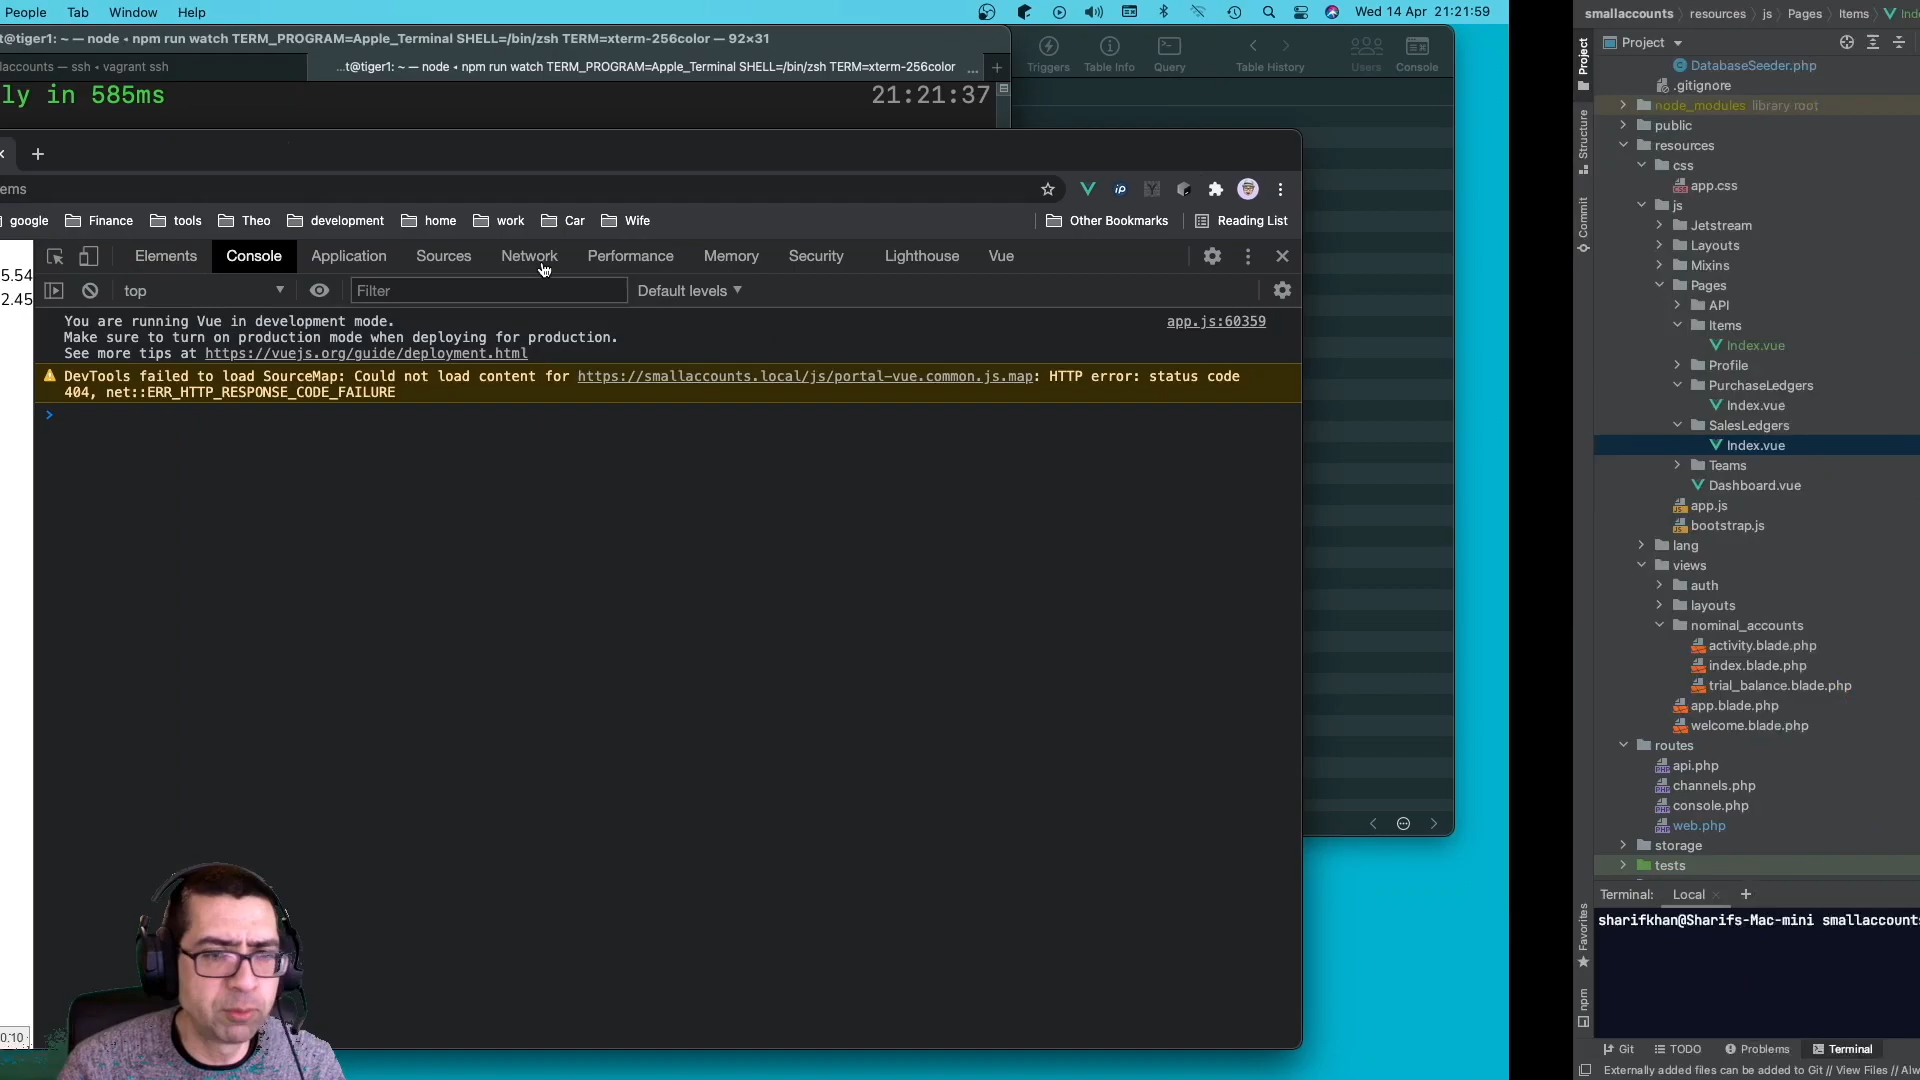 People Tab Window Help
Wed 14 Apr 21:21:59
t@tiger1: ~ — node ◂ npm run watch TERM_PROGRAM=Apple_Terminal SHELL=/bin/zsh TERM=xterm-256color — 92×31
accounts — ssh ◂ vagrant ssh
...t@tiger1: ~ — node ◂ npm run watch TERM_PROGRAM=Apple_Terminal SHELL=/bin/zsh TERM=xterm-256color ...
ly in 585ms
21:21:37
Triggers Table Info Query Table History Users Console
ems
google Finance tools Theo development home work Car Wife Other Bookmarks Reading List
5.54
2.45
Elements Console Application Sources Network Performance Memory Security Lighthouse Vue
top Filter Default levels
You are running Vue in development mode.
app.js:60359
Make sure to turn on production mode when deploying for production.
See more tips at https://vuejs.org/guide/deployment.html
DevTools failed to load SourceMap: Could not load content for https://smallaccounts.local/js/portal-vue.common.js.map: HTTP error: status code
404, net::ERR_HTTP_RESPONSE_CODE_FAILURE
>
0:10
smallaccounts resources js Pages Items
Project
Project
Structure
Commit
DatabaseSeeder.php
.gitignore
node_modules library root
public
resources
css
app.css
js
Jetstream
Layouts
Mixins
Pages
API
Items
Index.vue
Profile
PurchaseLedgers
Index.vue
SalesLedgers
Index.vue
Teams
Dashboard.vue
app.js
bootstrap.js
lang
views
auth
layouts
nominal_accounts
activity.blade.php
index.blade.php
trial_balance.blade.php
app.blade.php
welcome.blade.php
routes
api.php
channels.php
console.php
web.php
storage
tests
Terminal: Local
sharifkhan@Sharifs-Mac-mini smallaccounts
Favorites
npm
Git TODO Problems Terminal
Externally added files can be added to Git // View Files // Alw